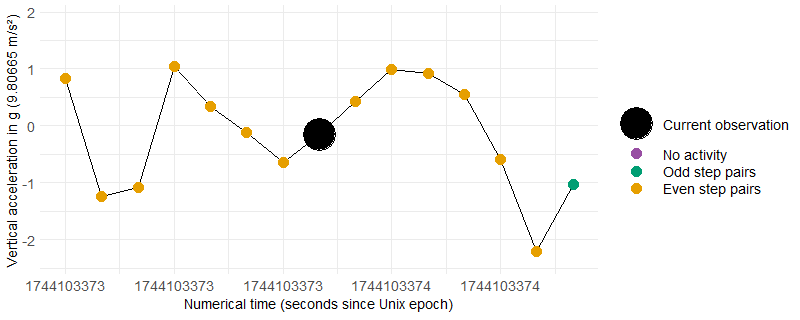 Vertical acceleration in g (9.80665 m/s²)
2
1
0
-1
-2
1744103373
1744103373
1744103373
1744103374
1744103374
Numerical time (seconds since Unix epoch)
Current observation
No activity
Odd step pairs
Even step pairs